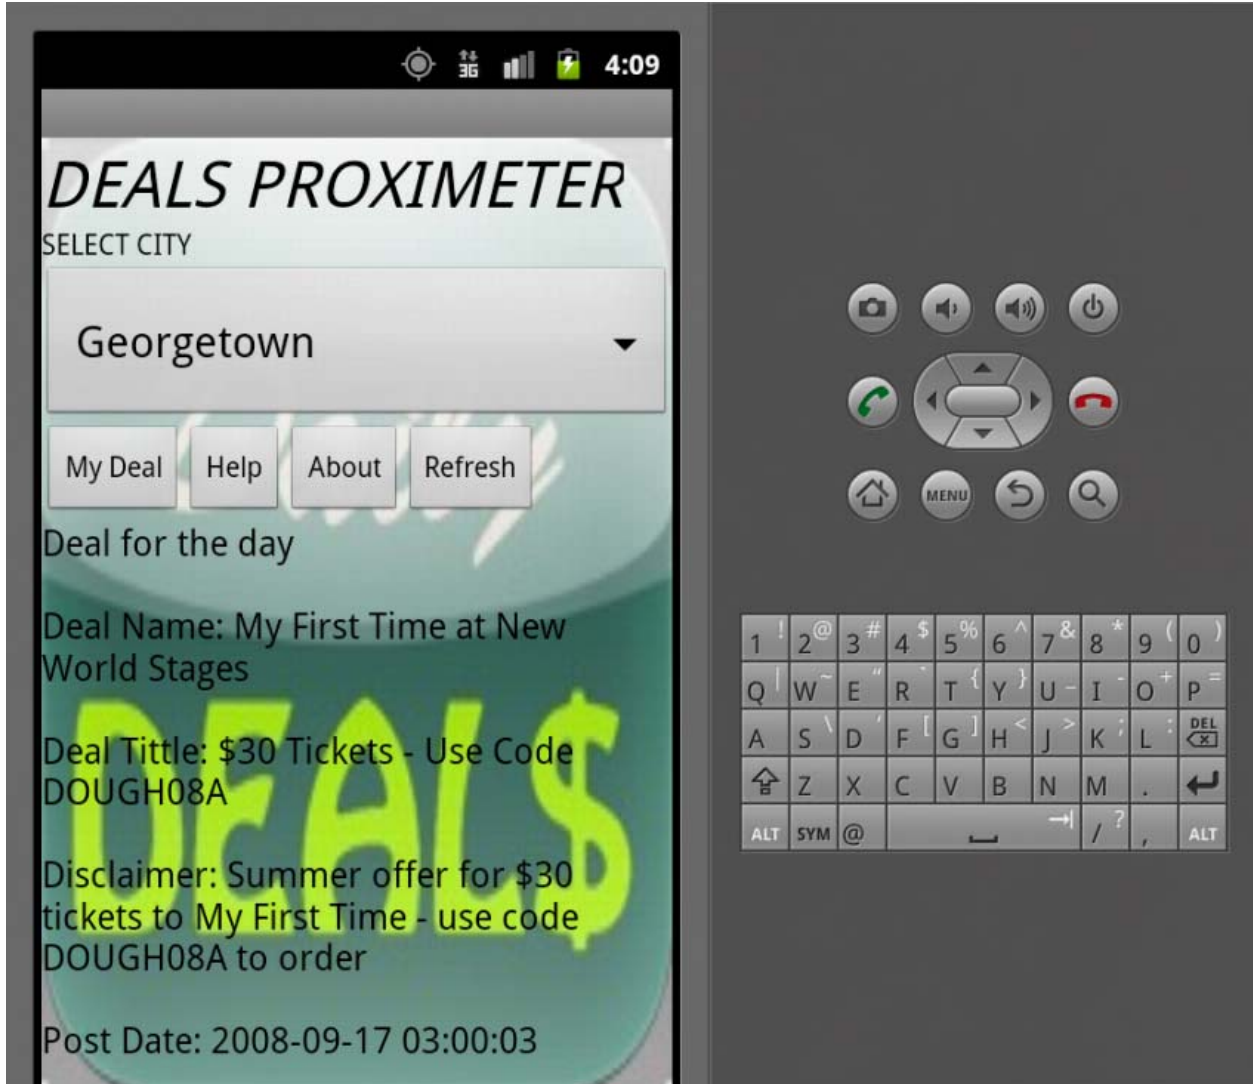 3G 4:09
DEALS PROXIMETER
SELECT CITY
Georgetown
My Deal Help About Refresh
Deal for the day
Deal Name: My First Time at New
World Stages
Deal Tittle: $30 Tickets - Use Code
DOUGH08A
Disclaimer: Summer offer for $30
tickets to My First Time - use code
DOUGH08A to order
Post Date: 2008-09-17 03:00:03
DEAL$
MENU
1 ! 2 @ 3 # 4 $ 5 % 6 ^ 7 & 8 * 9 ( 0 )
Q | W ~ E " R ` T { Y } U _ I - O + P =
A S \ D ' F [ G ] H < J > K ; L : DEL
Z X C V B N M .
ALT SYM @ / ? , ALT